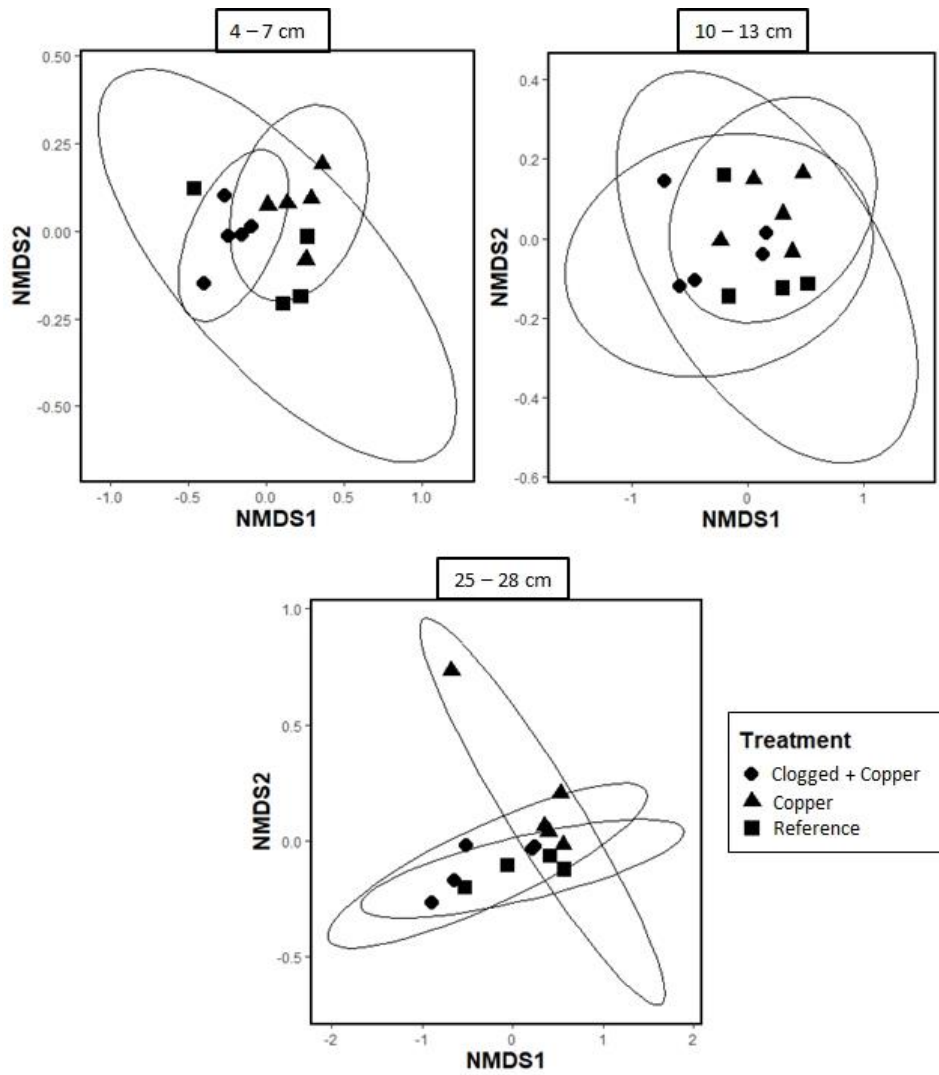 4 – 7 cm
10 – 13 cm
0.50
0.25
0.00
-0.25
-0.50
NMDS2
-1.0 -0.5 0.0 0.5 1.0
NMDS1
0.4
0.2
0.0
-0.2
-0.4
-0.6
NMDS2
-1 0 1
NMDS1
25 – 28 cm
1.0
0.5
0.0
-0.5
NMDS2
-2 -1 0 1 2
NMDS1
Treatment
Clogged + Copper
Copper
Reference